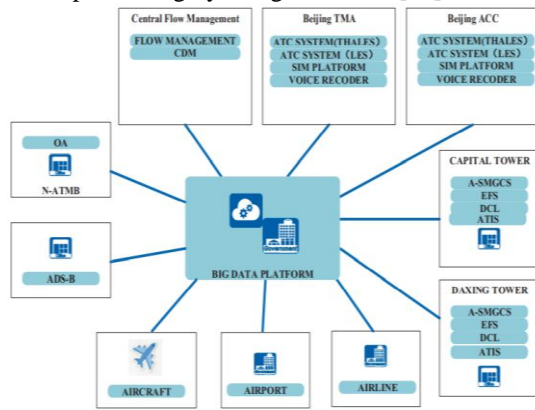 Central Flow Management
FLOW MANAGEMENT
CDM
Beijing TMA
ATC SYSTEM(THALES)
ATC SYSTEM (LES)
SIM PLATFORM
VOICE RECODER
Beijing ACC
ATC SYSTEM(THALES)
ATC SYSTEM (LES)
SIM PLATFORM
VOICE RECODER
OA
N-ATMB
CAPITAL TOWER
A-SMGCS
EFS
DCL
ATIS
Government
BIG DATA PLATFORM
ADS-B
DAXING TOWER
A-SMGCS
EFS
DCL
ATIS
AIRCRAFT
AIRPORT
AIRLINE